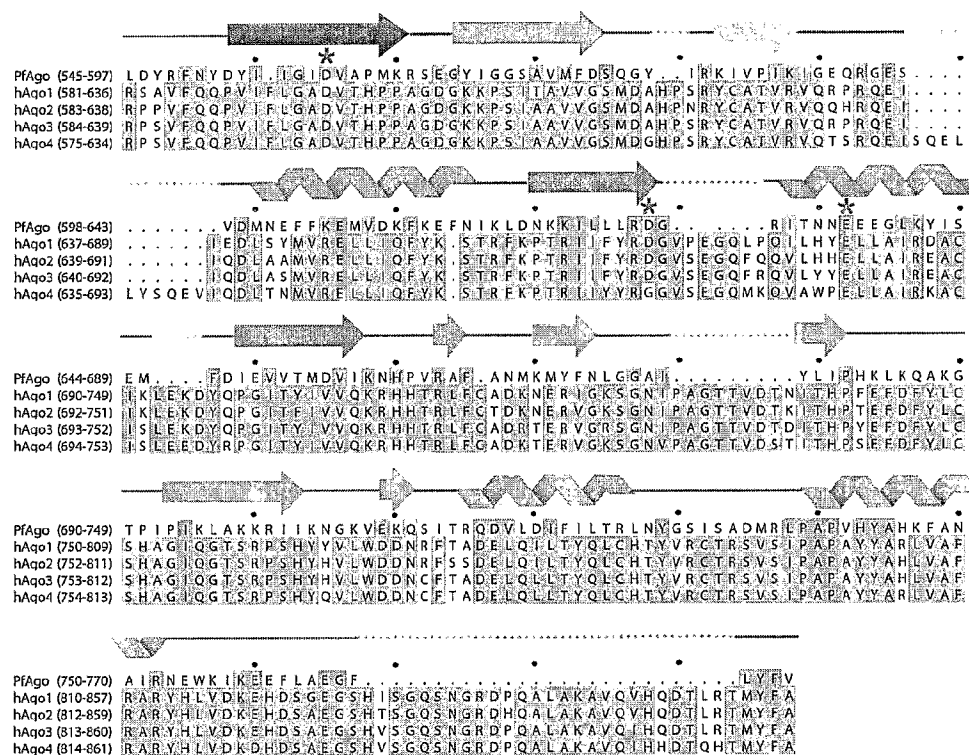 PfAgo (545-597) L D Y R F N Y D Y I . I G I D V A P M K R S E G Y I G G S A V M F D S Q G Y . . I R K I V P I K I G E Q R G E S . . . .
hAgo1 (581-636) R S A V F Q Q P V I F L G A D V T H P P A G D G K K P S I T A V V G S M D A H P S R Y C A T V R V Q R P R Q E I . . . .
hAgo2 (583-638) R P P V F Q Q P V I F L G A D V T H P P A G D G K K P S I A A V V G S M D A H P N R Y C A T V R V Q Q H R Q E I . . . .
hAgo3 (584-639) R P S V F Q Q P V I F L G A D V T H P P A G D G K K P S I A A V V G S M D A H P S R Y C A T V R V Q R P R Q E I . . . .
hAgo4 (575-634) R P S V F Q Q P V I F L G A D V T H P P A G D G K K P S I A A V V G S M D G H P S R Y C A T V R V Q T S R Q E I S Q E L
PfAgo (598-643) . . . . . . . V D M N E F F K E M V D K F K E F N I K L D N K K I L L L R D G . . . . . R I T N N E E E G L K Y I S
hAgo1 (637-689) . . . . . . . I E D L S Y M V R E L L I Q F Y K . S T R F K P T R I I F Y R D G V P E G Q L P Q I L H Y E L L A I R D A C
hAgo2 (639-691) . . . . . . . I Q D L A A M V R E L L I Q F Y K . S T R F K P T R I I F Y R D G V S E G Q F Q Q V L H H E L L A I R E A C
hAgo3 (640-692) . . . . . . . I Q D L A S M V R E L L I Q F Y K . S T R F K P T R I I F Y R D G V S E G Q F R Q V L Y Y E L L A I R E A C
hAgo4 (635-693) L Y S Q E V I Q D L T N M V R E L L I Q F Y K . S T R F K P T R I I Y Y R G G V S E G Q M K Q V A W P E L L A I R K A C
PfAgo (644-689) E M . . . . F D I E V V T M D V I K N H P V R A F . A N M K M Y F N L G G A I . . . . . . . . Y L I P H K L K Q A K G
hAgo1 (690-749) I K L E K D Y Q P G I T Y I V V Q K R H H T R L F C A D K N E R I G K S G N I P A G T T V D T N I T H P F E F D F Y L C
hAgo2 (692-751) I K L E K D Y Q P G I T Y I V V Q K R H H T R L F C T D K N E R V G K S G N I P A G T T V D T K I T H P T E F D F Y L C
hAgo3 (693-752) I S L E K D Y Q P G I T Y I V V Q K R H H T R L F C A D R T E R V G R S G N I P A G T T V D T D I T H P Y E F D F Y L C
hAgo4 (694-753) I S L E E D Y R P G I T Y I V V Q K R H H T R L F C A D K T E R V G K S G N V P A G T T V D S T I T H P S E F D F Y L C
PfAgo (690-749) T P I P I K L A K K R I I K N G K V E K Q S I T R Q D V L D I F I L T R L N Y G S I S A D M R L P A P V H Y A H K F A N
hAgo1 (750-809) S H A G I Q G T S R P S H Y Y V L W D D N R F T A D E L Q I L T Y Q L C H T Y V R C T R S V S I P A P A Y Y A R L V A F
hAgo2 (752-811) S H A G I Q G T S R P S H Y H V L W D D N R F S S D E L Q I L T Y Q L C H T Y V R C T R S V S I P A P A Y Y A H L V A F
hAgo3 (753-812) S H A G I Q G T S R P S H Y H V L W D D N C F T A D E L Q L L T Y Q L C H T Y V R C T R S V S I P A P A Y Y A H L V A F
hAgo4 (754-813) S H A G I Q G T S R P S H Y Q V L W D D N C F T A D E L Q L L T Y Q L C H T Y V R C T R S V S I P A P A Y Y A R L V A F
PfAgo (750-770) A I R N E W K I K E E F L A E G F . . . . . . . . . . . . . . . . . . . . . . . . . . . L Y F V
hAgo1 (810-857) R A R Y H L V D K E H D S G E G S H I S G Q S N G R D P Q A L A K A V Q V H Q D T L R T M Y F A
hAgo2 (812-859) R A R Y H L V D K E H D S A E G S H T S G Q S N G R D H Q A L A K A V Q V H Q D T L R T M Y F A
hAgo3 (813-860) R A R Y H L V D K E H D S A E G S H V S G Q S N G R D P Q A L A K A V Q I H Q D T L R T M Y F A
hAgo4 (814-861) R A R Y H L V D K D H D S A E G S H V S G Q S N G R D P Q A L A K A V Q I H H D T Q H T M Y F A